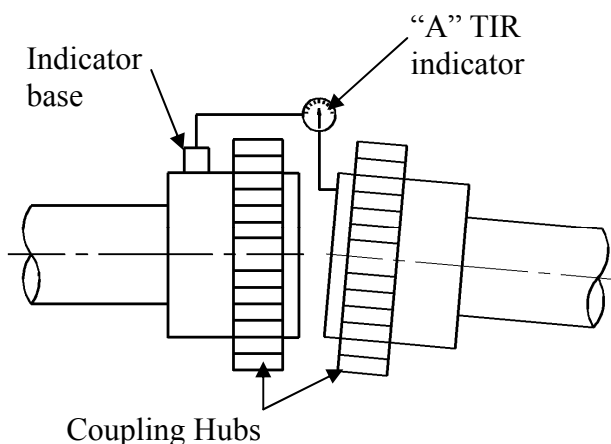 “A” TIR
indicator
Indicator
base
Coupling Hubs